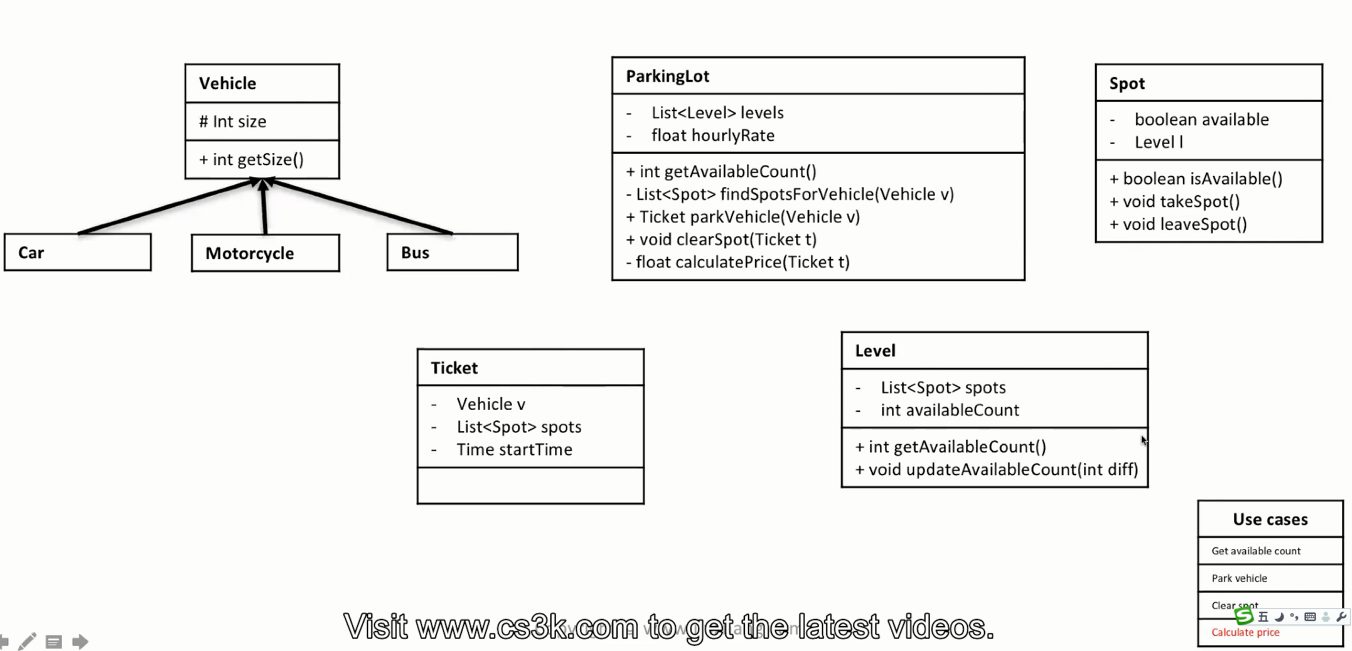 Vehicle
# Int size
+ int getSize()
Car
Motorcycle
Bus
ParkingLot
- List<Level> levels
- float hourlyRate
+ int getAvailableCount()
- List<Spot> findSpotsForVehicle(Vehicle v)
+ Ticket parkVehicle(Vehicle v)
+ void clearSpot(Ticket t)
- float calculatePrice(Ticket t)
Spot
- boolean available
- Level l
+ boolean isAvailable()
+ void takeSpot()
+ void leaveSpot()
Ticket
- Vehicle v
- List<Spot> spots
- Time startTime
Level
- List<Spot> spots
- int availableCount
+ int getAvailableCount()
+ void updateAvailableCount(int diff)
Use cases
Get available count
Park vehicle
Clear spot
Calculate price
五
Visit www.cs3k.com to get the latest videos.